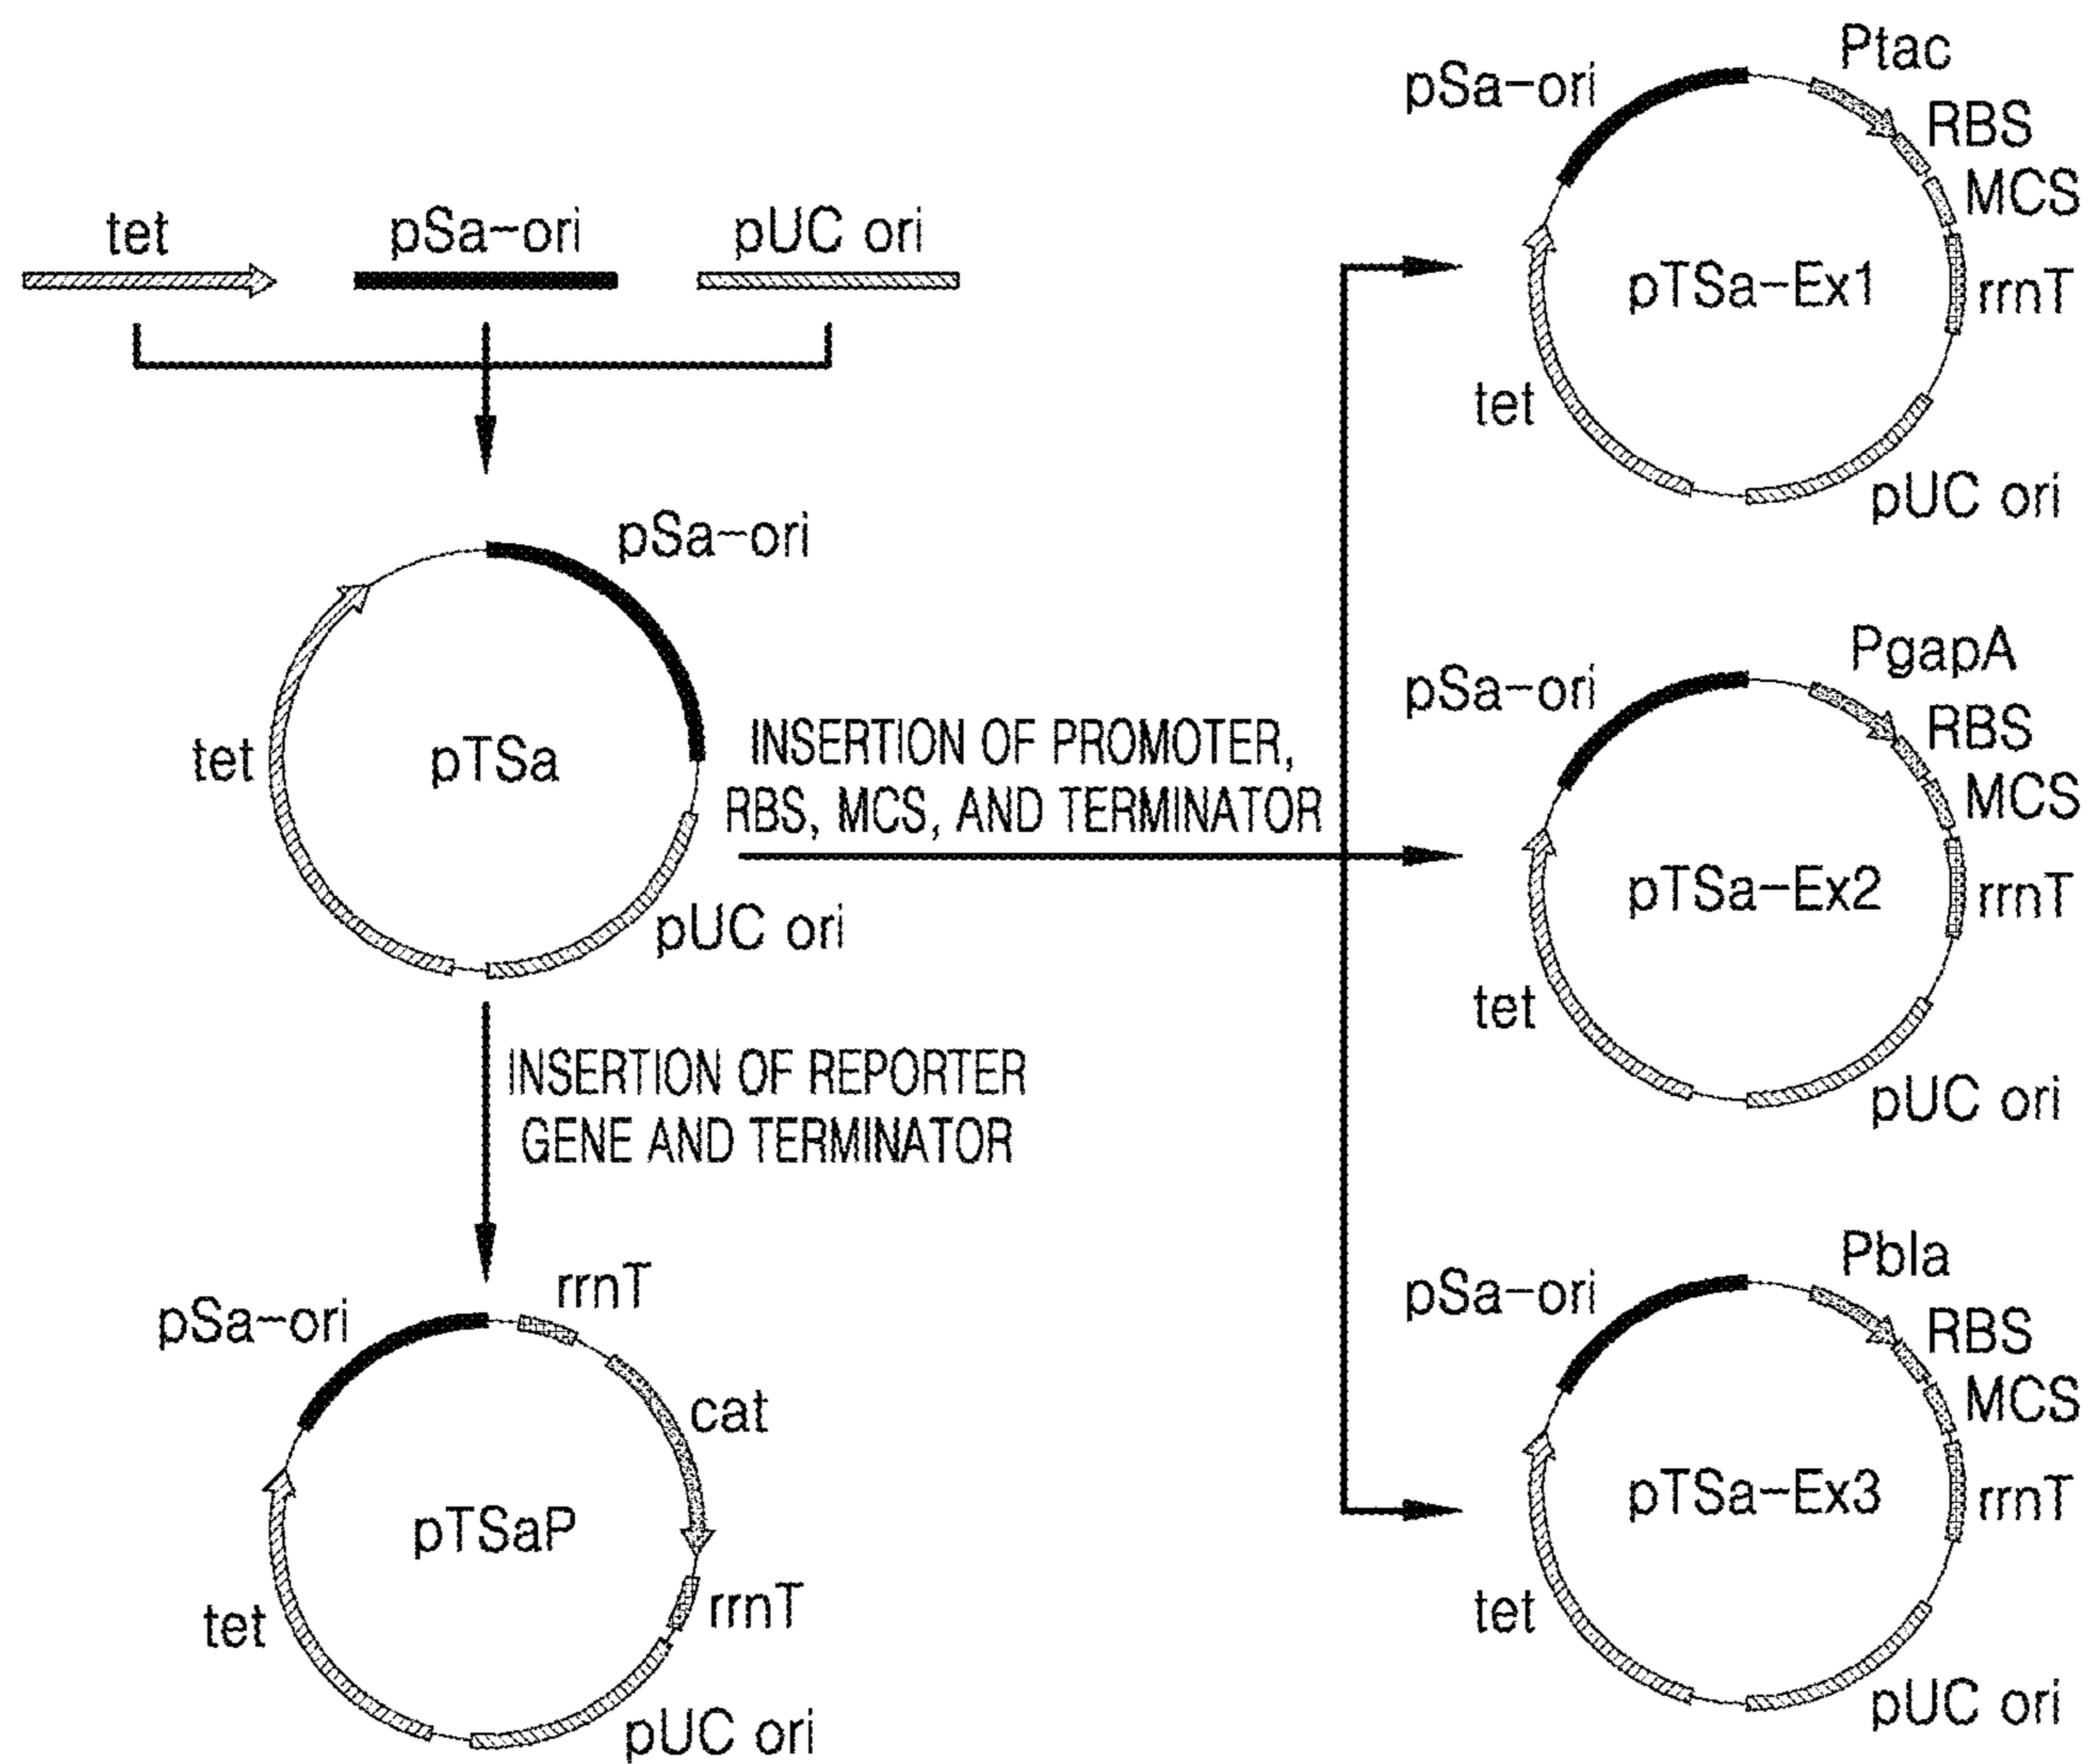 tet
pSa-ori
pUC ori
pSa-ori
tet
pTSa
pUC ori
INSERTION OF PROMOTER,
RBS, MCS, AND TERMINATOR
INSERTION OF REPORTER
GENE AND TERMINATOR
pSa-ori
rrnT
cat
pTSaP
rrnT
tet
pUC ori
pSa-ori
Ptac
RBS
MCS
pTSa-Ex1
rrnT
tet
pUC ori
pSa-ori
PgapA
RBS
MCS
pTSa-Ex2
rrnT
tet
pUC ori
pSa-ori
Pbla
RBS
MCS
pTSa-Ex3
rrnT
tet
pUC ori